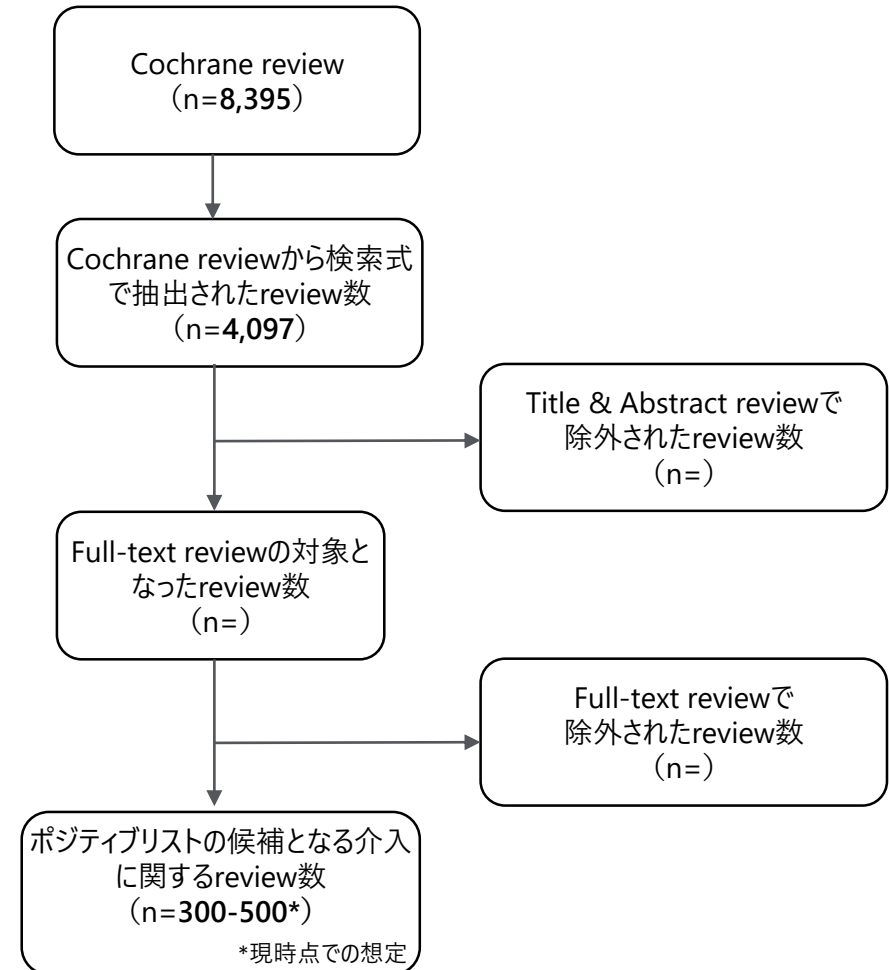 Cochrane review
（n=8,395）
Cochrane reviewから検索式
で抽出されたreview数
（n=4,097）
Title & Abstract reviewで
除外されたreview数
（n=）
Full-text reviewの対象と
なったreview数
（n=）
Full-text reviewで
除外されたreview数
（n=）
ポジティブリストの候補となる介入
に関するreview数
（n=300-500*）
*現時点での想定